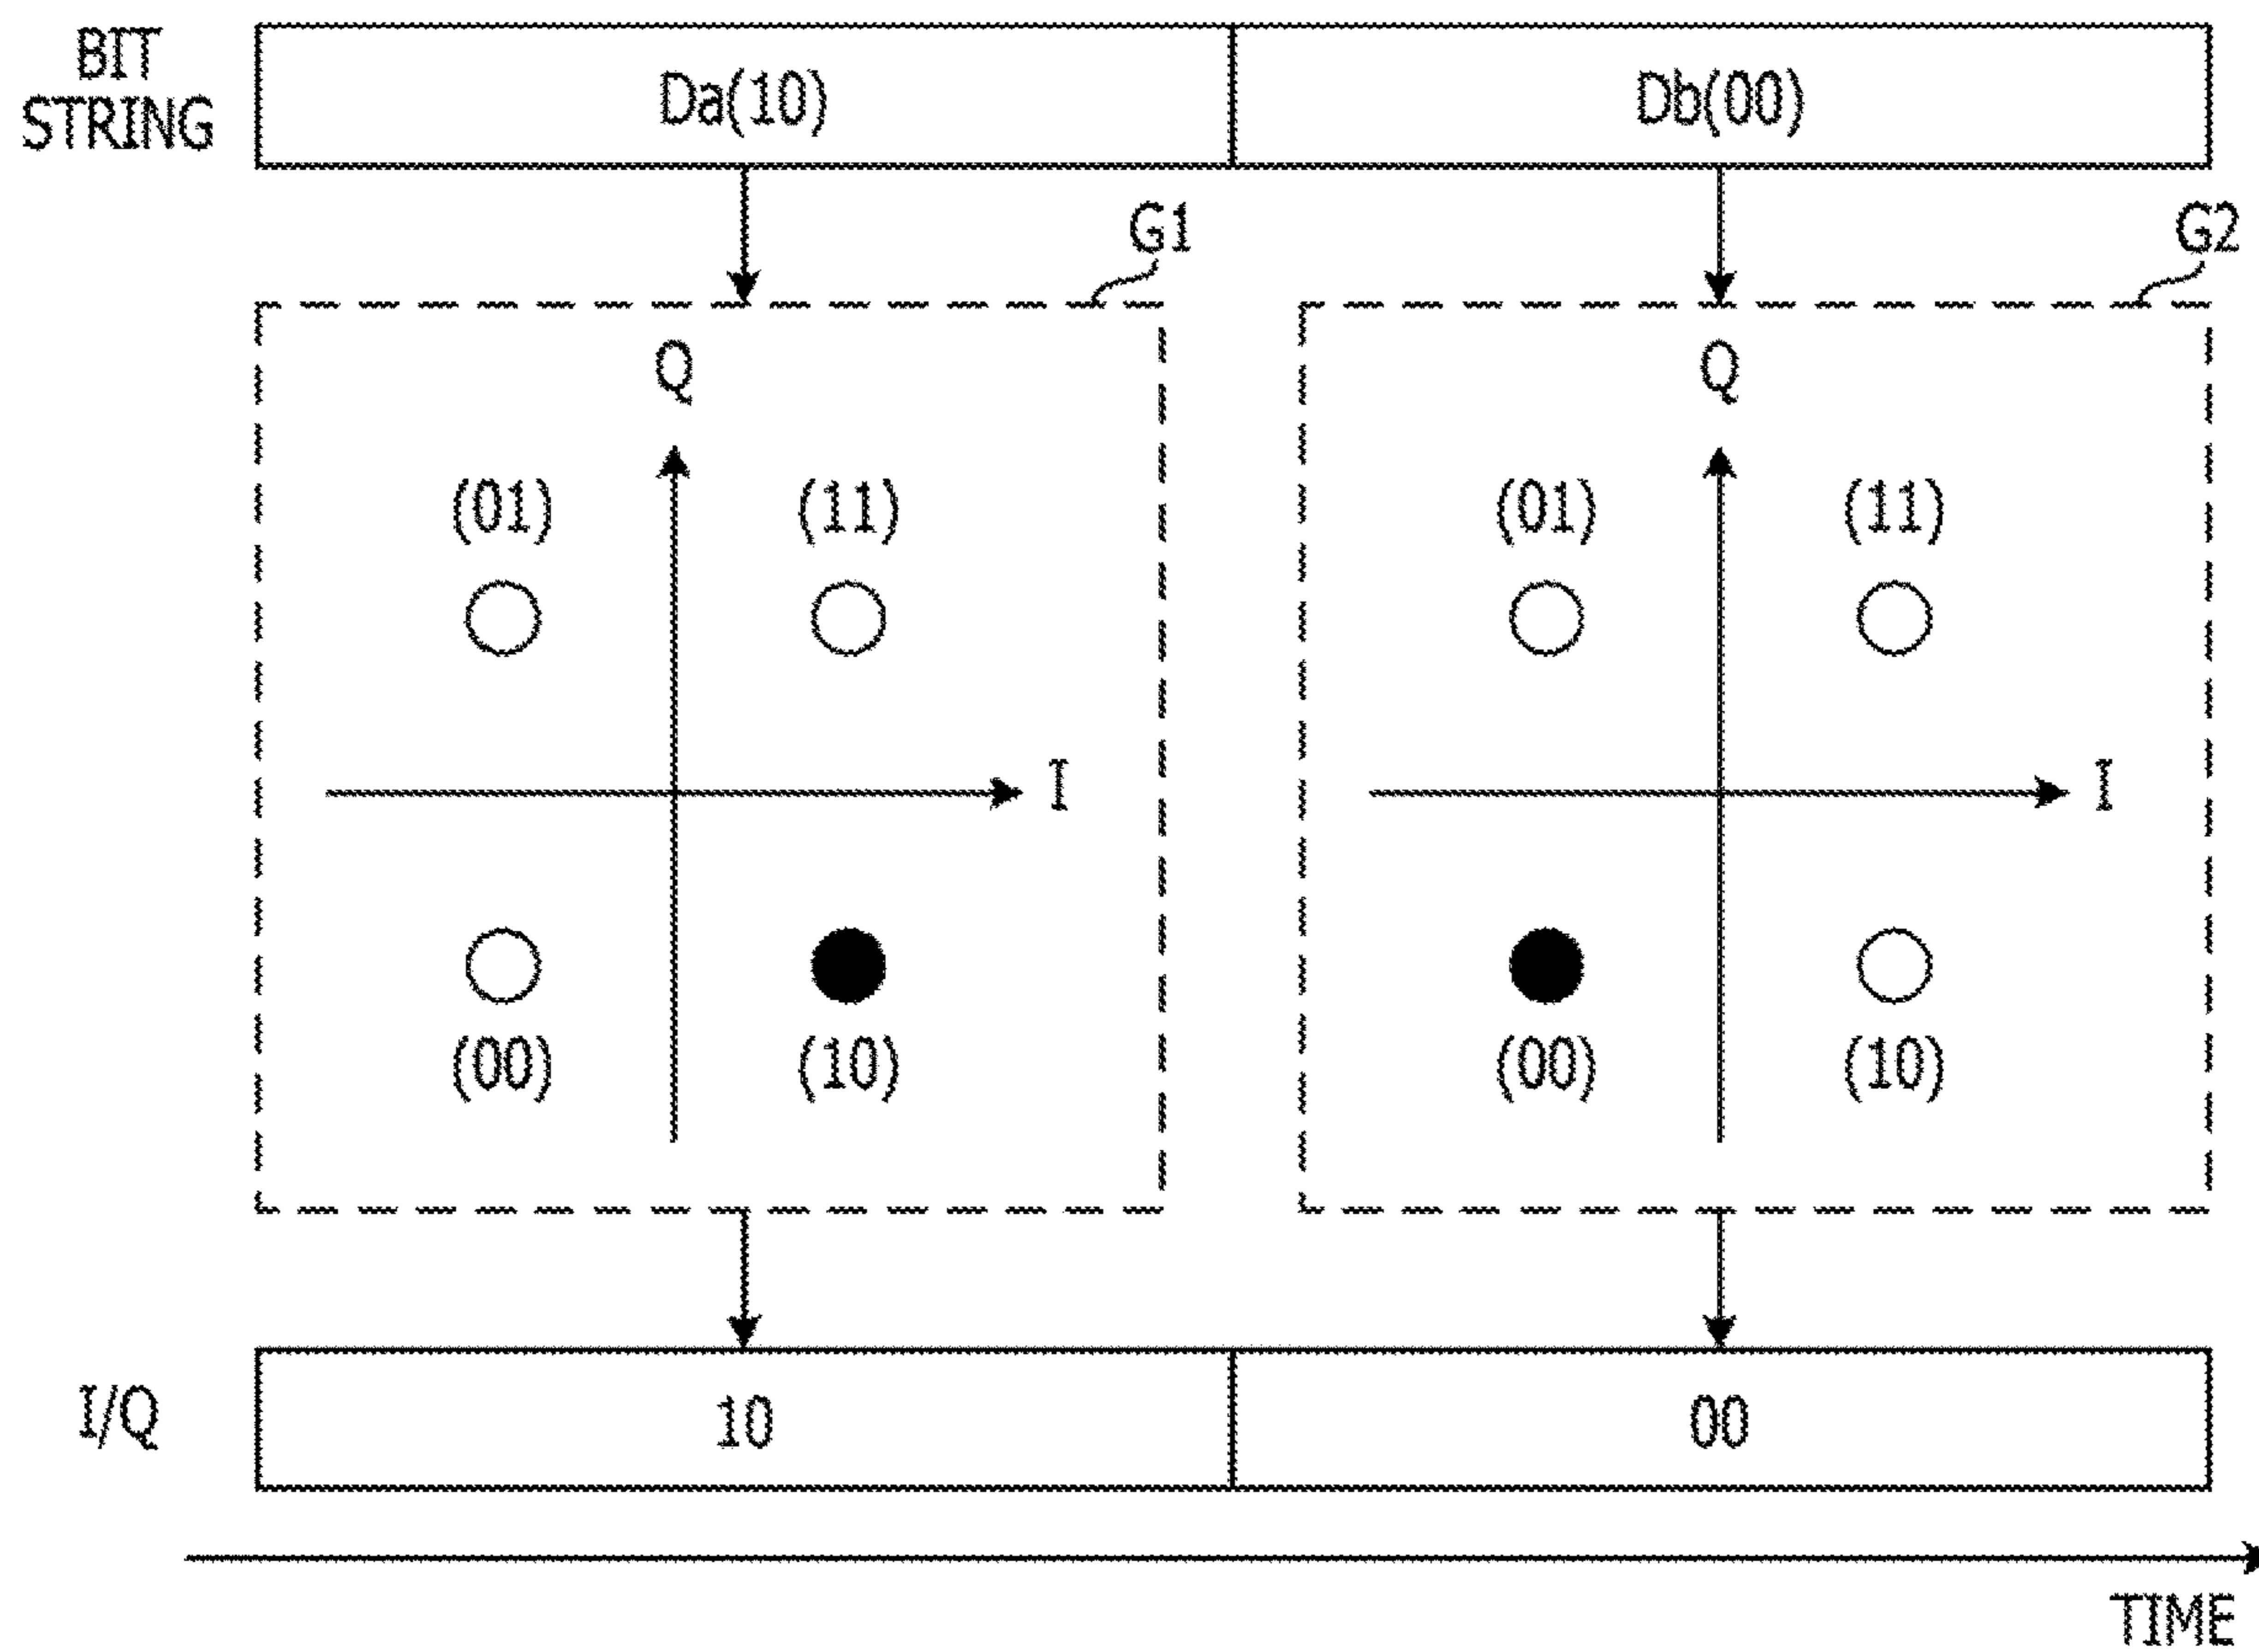 BIT
STRING
Da(10)
Db(00)
G1
G2
Q
Q
(01)
(11)
(01)
(11)
I
I
(00)
(10)
(00)
(10)
I/Q
10
00
TIME